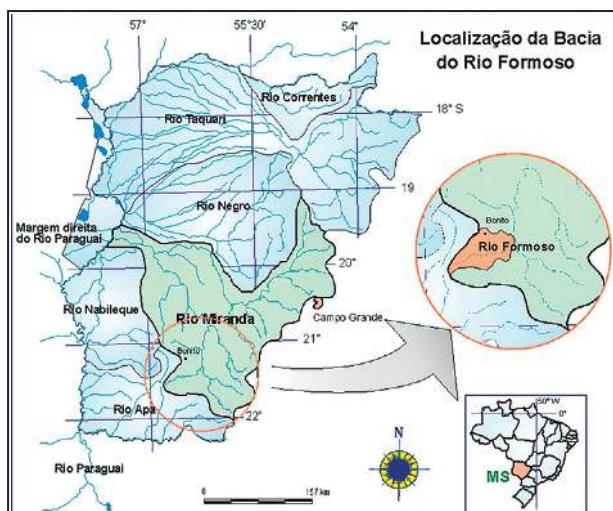 57°
55°30'
54°
Localização da Bacia
do Rio Formoso
Rio Correntes
Rio Taquari
18° S
19
Rio Negro
Margem direita
do Rio Paraguai
Bonito
Rio Formoso
20°
Rio Nabileque
Rio Miranda
Campo Grande
21°
Bonito
Rio Apa
22°
50° W
0°
N
MS
Rio Paraguai
0
157 km